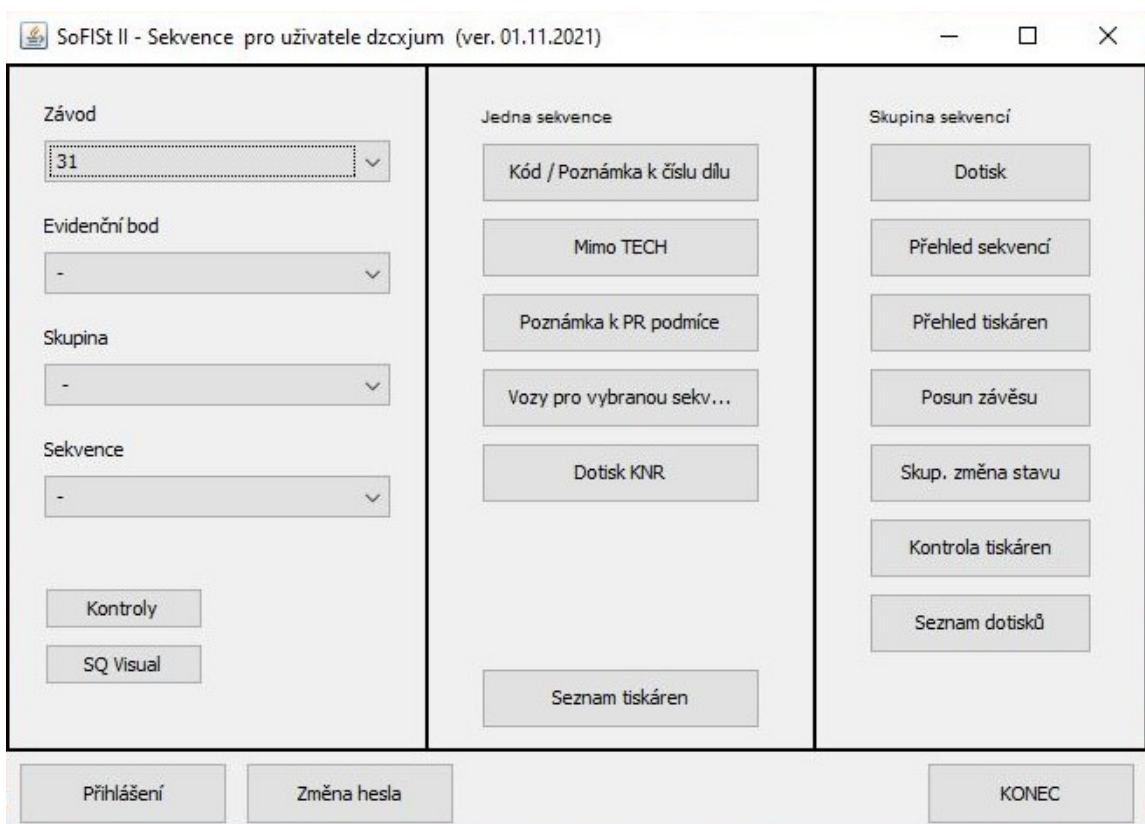 SoFISt II - Sekvence pro uživatele dzcxjum (ver. 01.11.2021)
Závod
31
Evidenční bod
-
Skupina
-
Sekvence
-
Kontroly
SQ Visual
Jedna sekvence
Kód / Poznámka k číslu dílu
Mimo TECH
Poznámka k PR podmíce
Vozy pro vybranou sekv...
Dotisk KNR
Seznam tiskáren
Skupina sekvencí
Dotisk
Přehled sekvencí
Přehled tiskáren
Posun závěsu
Skup. změna stavu
Kontrola tiskáren
Seznam dotisků
Přihlášení
Změna hesla
KONEC